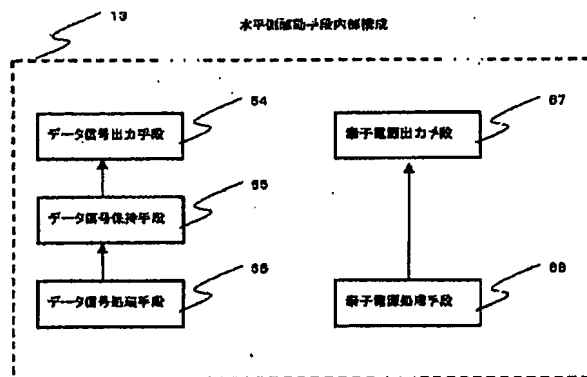 13
水平側駆動手段内部構成
64
データ信号出力手段
67
素子電源出力手段
65
データ信号保持手段
66
データ信号処理手段
68
素子電源処理手段